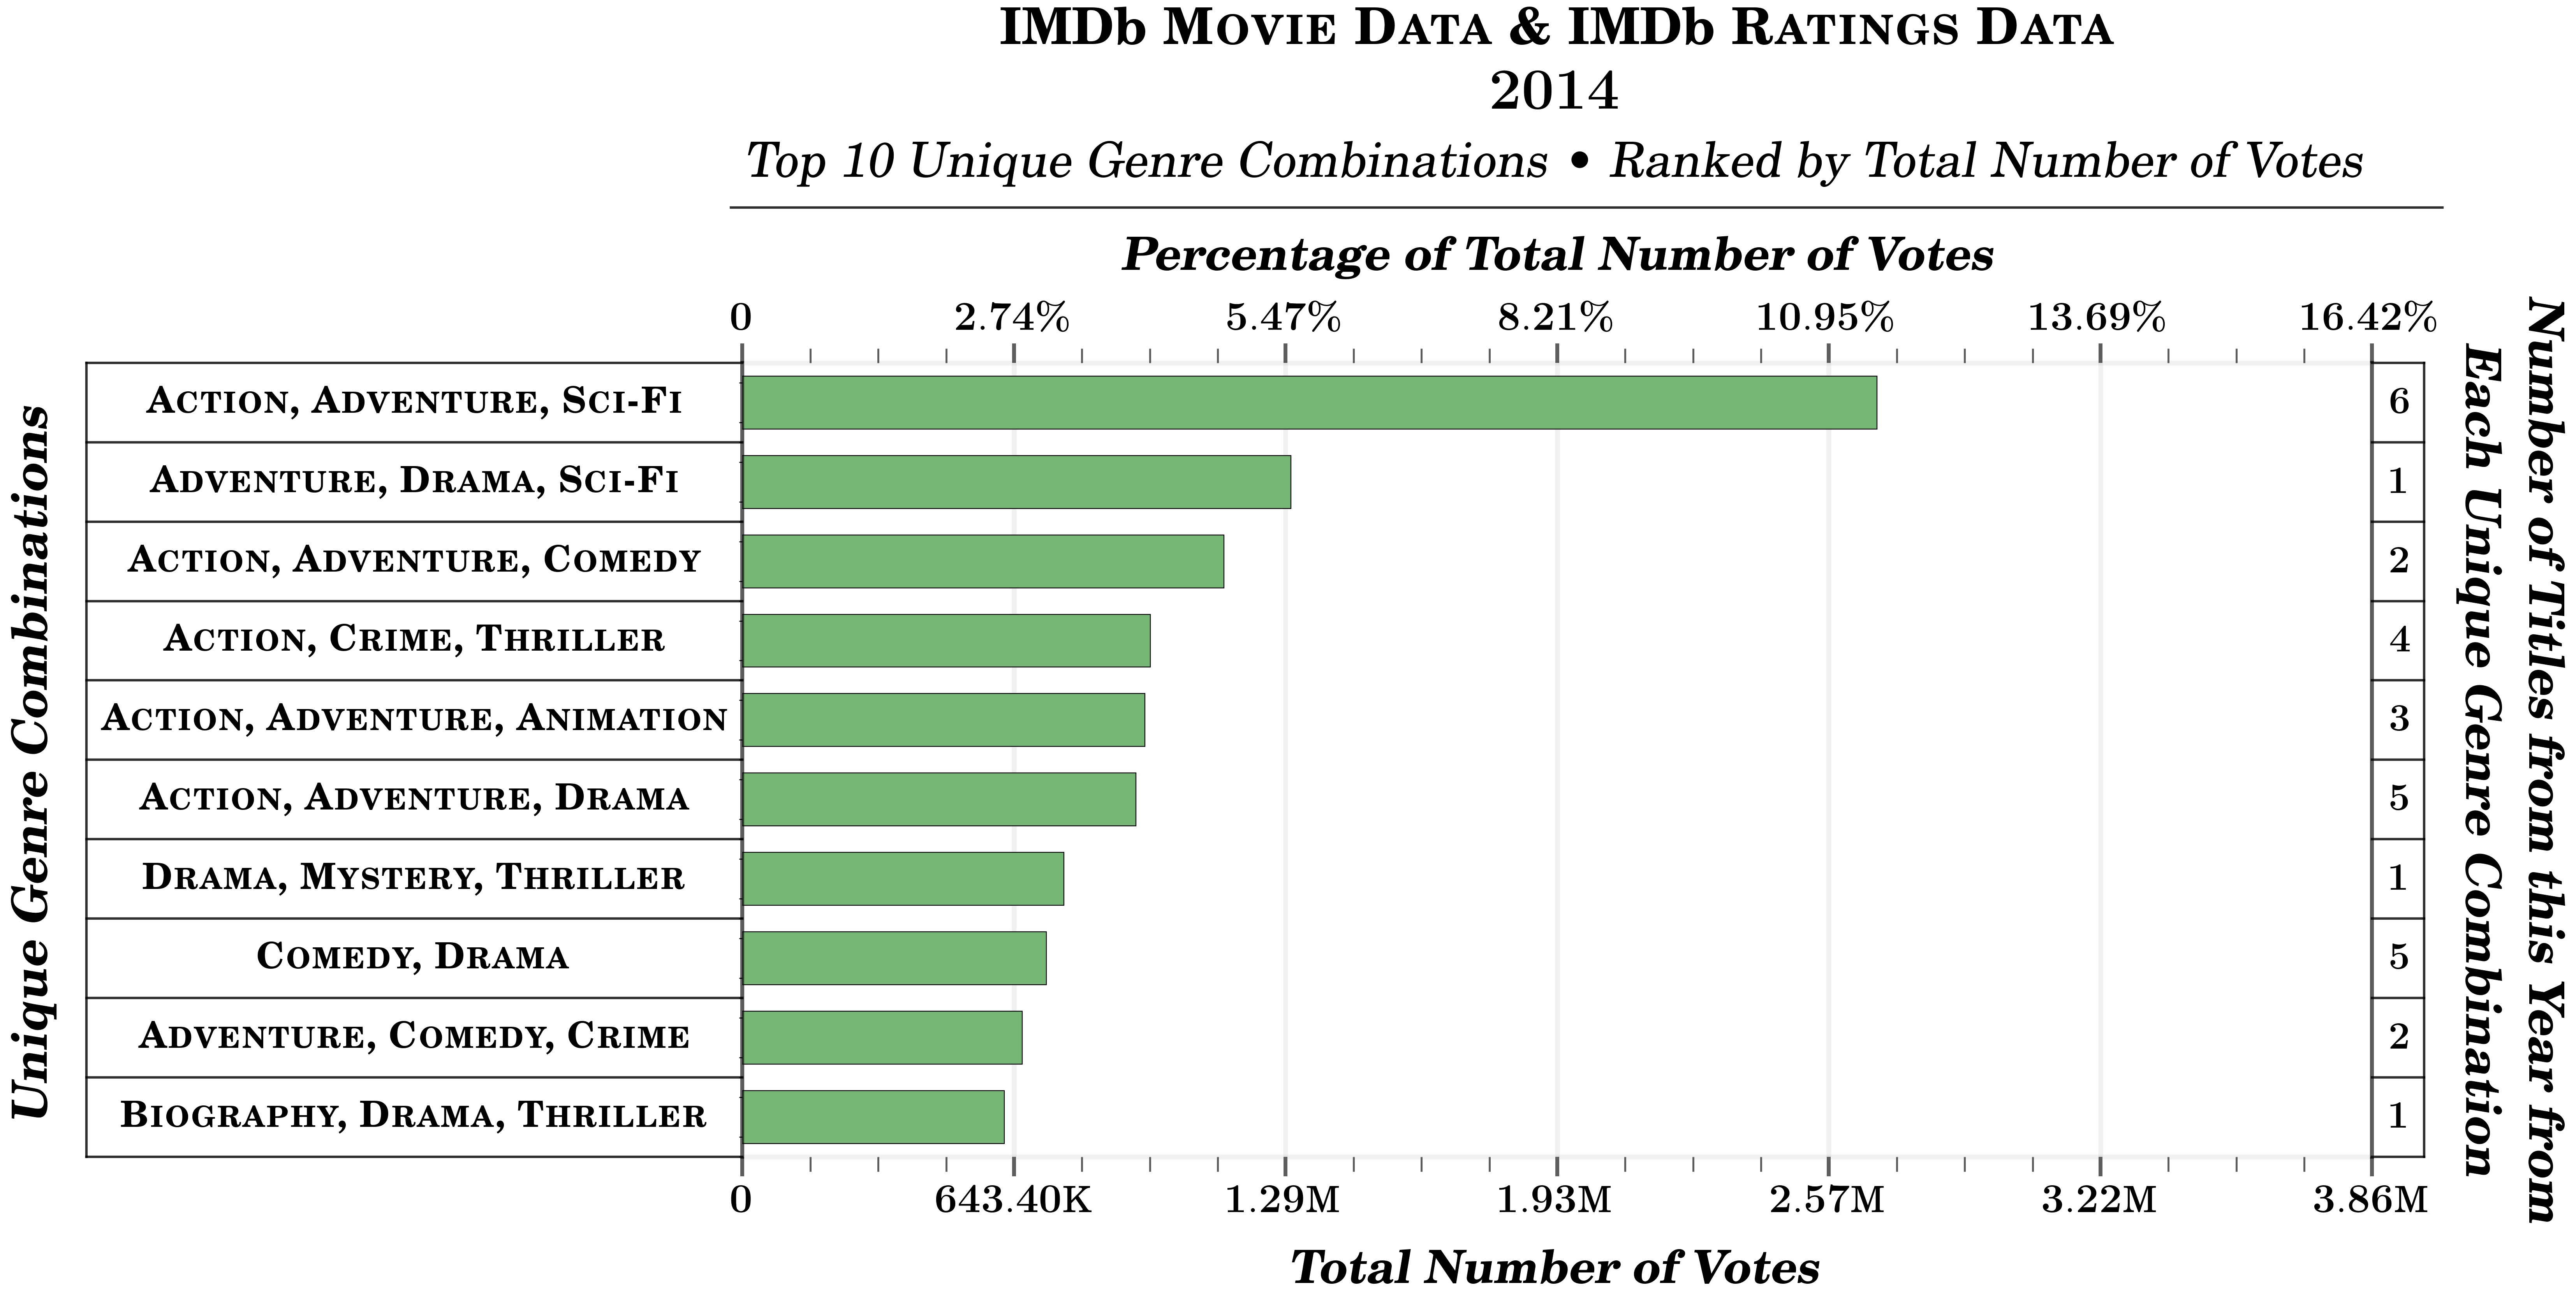 IMDb Movie Data & IMDb Ratings Data
2014
Top 10 Unique Genre Combinations • Ranked by Total Number of Votes
Percentage of Total Number of Votes
0 2.74% 5.47% 8.21% 10.95% 13.69% 16.42%
Unique Genre Combinations
Action, Adventure, Sci-Fi 6
Adventure, Drama, Sci-Fi 1
Action, Adventure, Comedy 2
Action, Crime, Thriller 4
Action, Adventure, Animation 3
Action, Adventure, Drama 5
Drama, Mystery, Thriller 1
Comedy, Drama 5
Adventure, Comedy, Crime 2
Biography, Drama, Thriller 1
Number of Titles from this Year from
Each Unique Genre Combination
0 643.40K 1.29M 1.93M 2.57M 3.22M 3.86M
Total Number of Votes